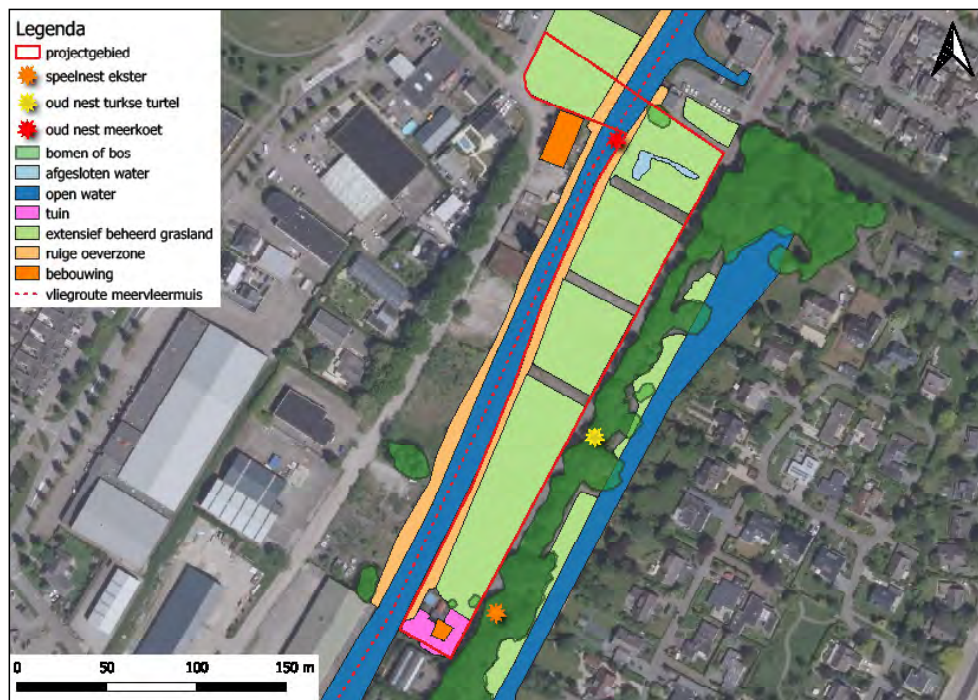 Legenda
projectgebied
speelnest ekster
oud nest turkse turtel
oud nest meerkoet
bomen of bos
afgesloten water
open water
tuin
extensief beheerd grasland
ruige oeverzone
bebouwing
vliegroute meervleermuis
0 50 100 150 m